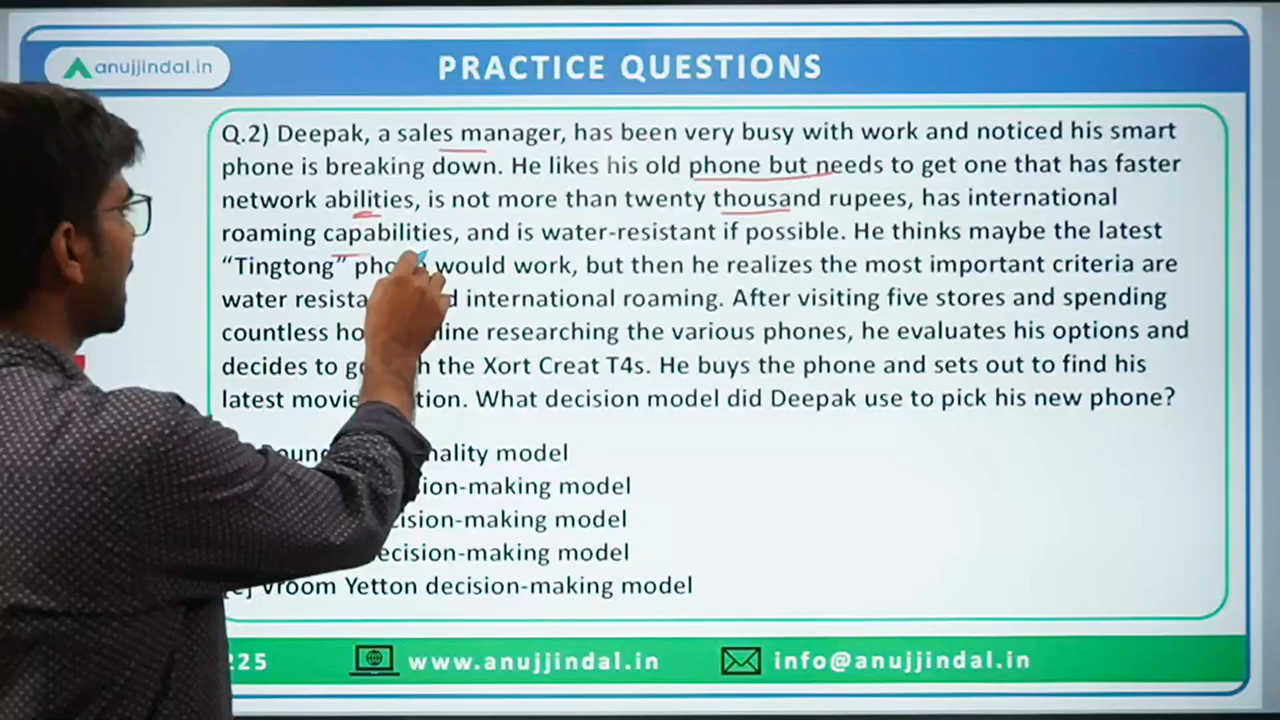 anujjindal.in
PRACTICE QUESTIONS
Q.2) Deepak, a sales manager, has been very busy with work and noticed his smart
phone is breaking down. He likes his old phone but needs to get one that has faster
network abilities, is not more than twenty thousand rupees, has international
roaming capabilities, and is water-resistant if possible. He thinks maybe the latest
“Tingtong” would work, but then he realizes the most important criteria are
water international roaming. After visiting five stores and spending
countless researching the various phones, he evaluates his options and
decides to the Xort Creat T4s. He buys the phone and sets out to find his
latest What decision model did Deepak use to pick his new phone?
model
model
model
model
Vroom Yetton decision-making model
225
www.anujjindal.in
info@anujjindal.in